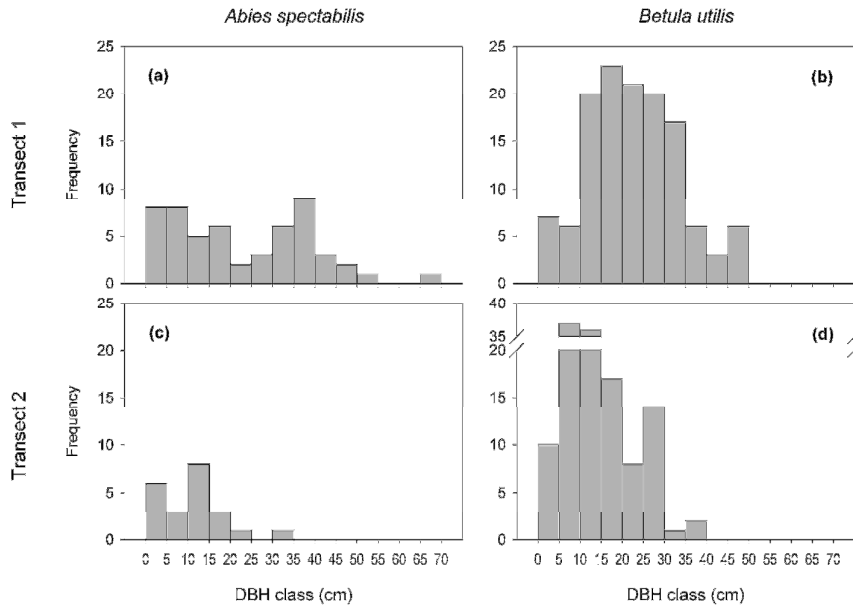 Abies spectabilis
Betula utilis
Transect 1
Frequency
25
20
15
10
5
0
(a)
Frequency
25
20
15
10
5
0
(b)
Transect 2
Frequency
25
20
15
10
5
0
(c)
0 5 10 15 20 25 30 35 40 45 50 55 60 65 70
DBH class (cm)
Frequency
40
35
20
15
10
5
0
(d)
0 5 10 15 20 25 30 35 40 45 50 55 60 65 70
DBH class (cm)